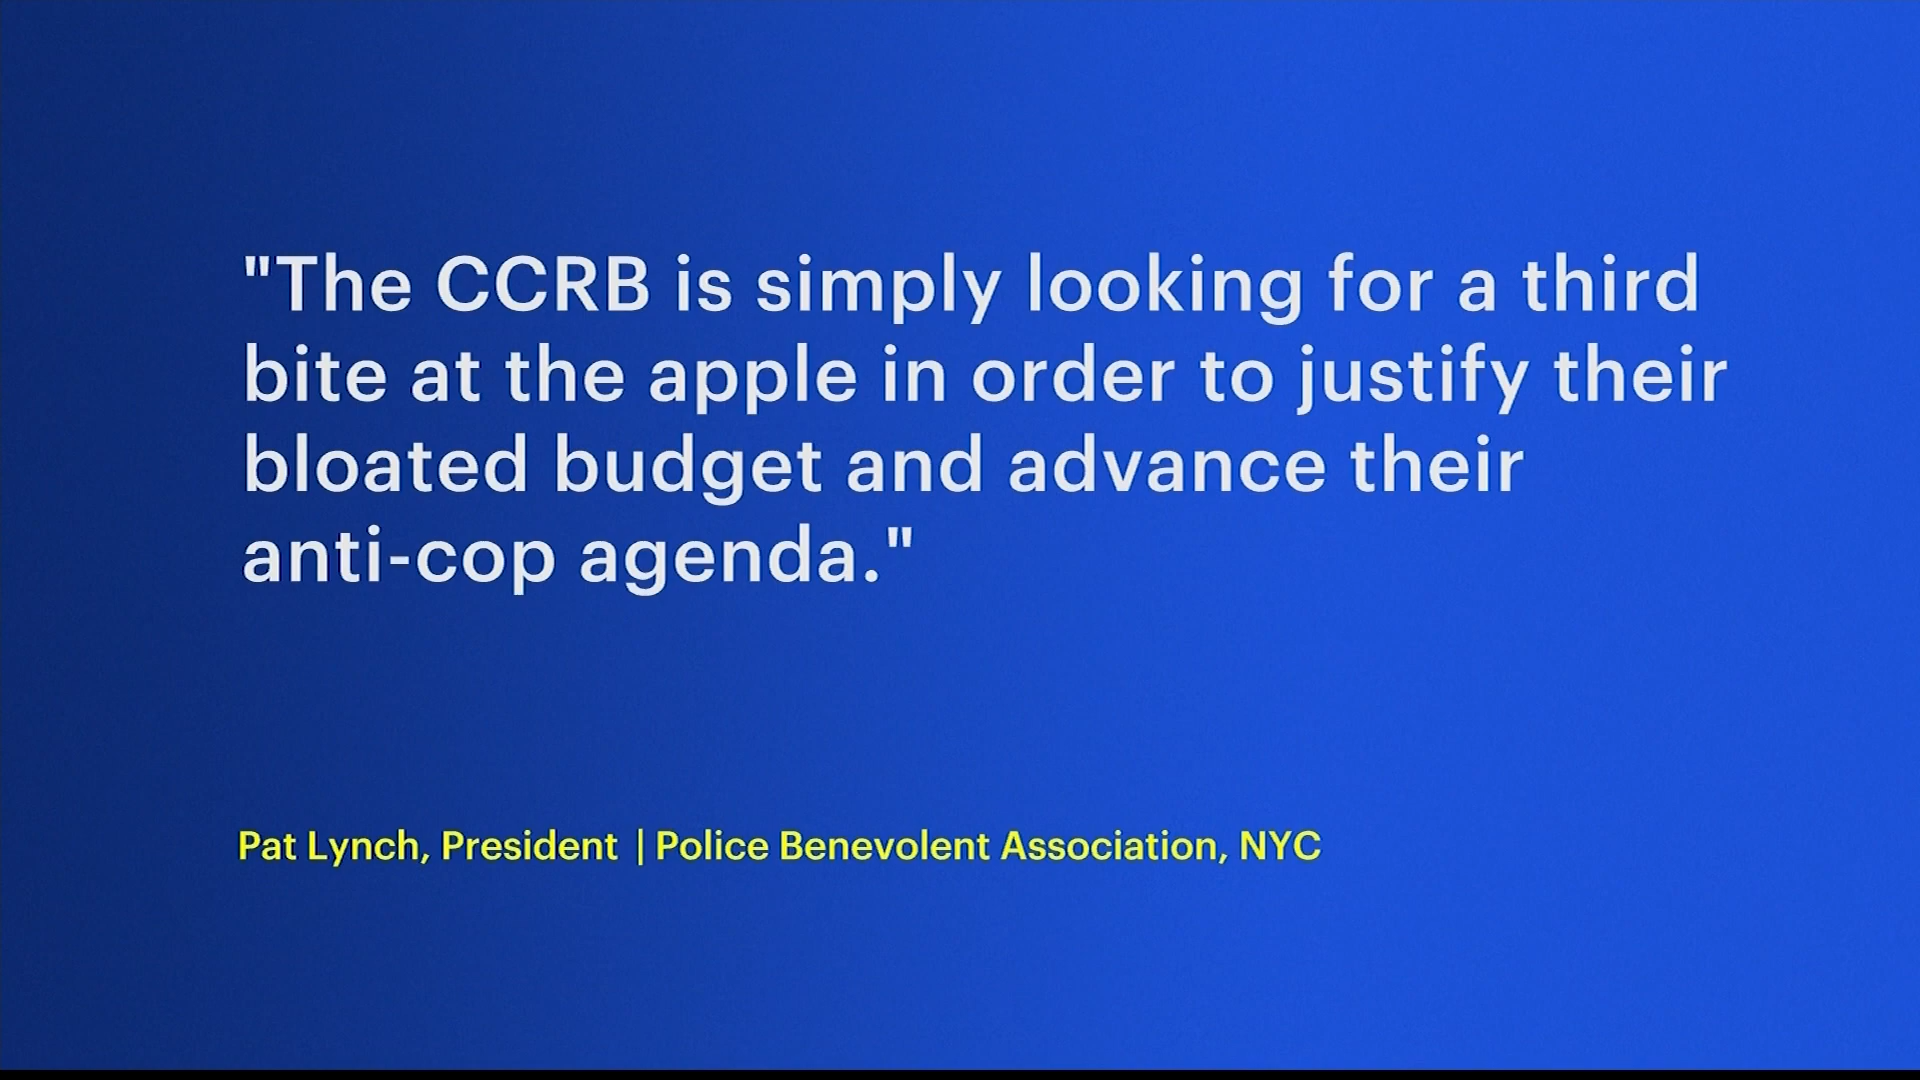 "The CCRB is simply looking for a third
bite at the apple in order to justify their
bloated budget and advance their
anti-cop agenda."
Pat Lynch, President | Police Benevolent Association, NYC